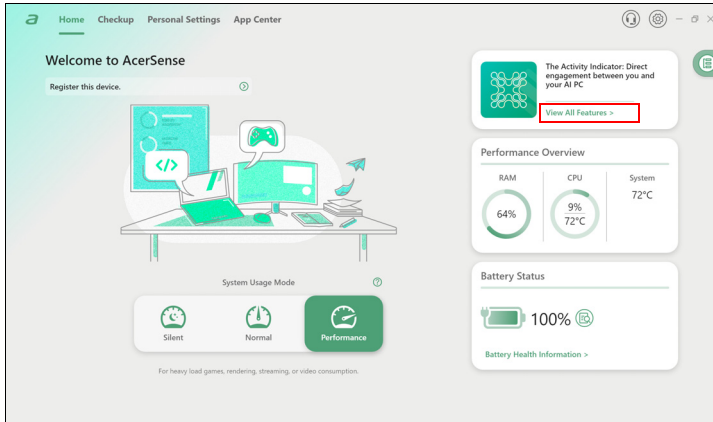 a Home Checkup Personal Settings App Center
Welcome to AcerSense
Register this device.
</>
System Usage Mode
Silent Normal Performance
For heavy load games, rendering, streaming, or video consumption.
The Activity Indicator: Direct
engagement between you and
your AI PC
View All Features >
Performance Overview
RAM CPU System
64% 9% 72°C
72°C
Battery Status
100%
Battery Health Information >